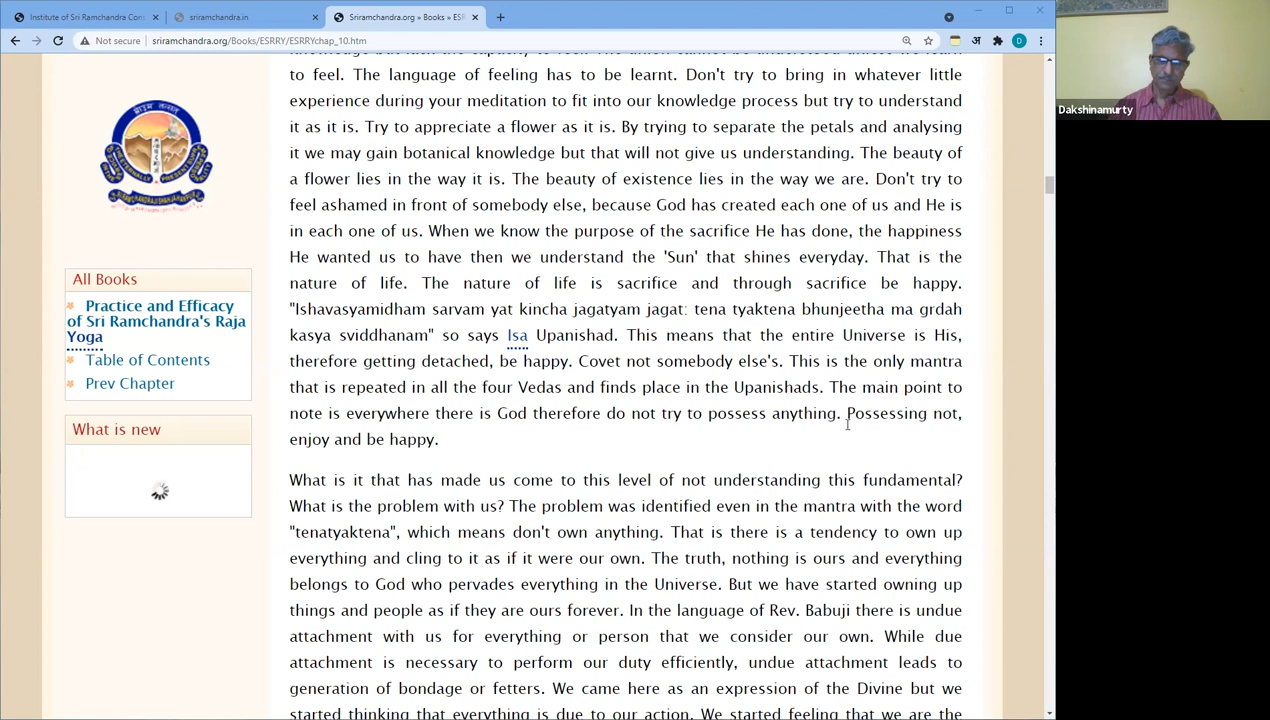 Institute of Sri Ramchandra Con
sriramchandra.in
Sriramchandra.org » Books » ESR
Not secure
sriramchandra.org/Books/ESRRY/ESRRYchap_10.htm
D
to feel. The language of feeling has to be learnt. Don't try to bring in whatever little
experience during your meditation to fit into our knowledge process but try to understand
it as it is. Try to appreciate a flower as it is. By trying to separate the petals and analysing
it we may gain botanical knowledge but that will not give us understanding. The beauty of
a flower lies in the way it is. The beauty of existence lies in the way we are. Don't try to
feel ashamed in front of somebody else, because God has created each one of us and He is
in each one of us. When we know the purpose of the sacrifice He has done, the happiness
He wanted us to have then we understand the 'Sun' that shines everyday. That is the
nature of life. The nature of life is sacrifice and through sacrifice be happy.
"Ishavasyamidham sarvam yat kincha jagatyam jagat: tena tyaktena bhunjeetha ma grdah
kasya sviddhanam" so says Isa Upanishad. This means that the entire Universe is His,
therefore getting detached, be happy. Covet not somebody else's. This is the only mantra
that is repeated in all the four Vedas and finds place in the Upanishads. The main point to
note is everywhere there is God therefore do not try to possess anything. Possessing not,
enjoy and be happy.
What is it that has made us come to this level of not understanding this fundamental?
What is the problem with us? The problem was identified even in the mantra with the word
"tenatyaktena", which means don't own anything. That is there is a tendency to own up
everything and cling to it as if it were our own. The truth, nothing is ours and everything
belongs to God who pervades everything in the Universe. But we have started owning up
things and people as if they are ours forever. In the language of Rev. Babuji there is undue
attachment with us for everything or person that we consider our own. While due
attachment is necessary to perform our duty efficiently, undue attachment leads to
generation of bondage or fetters. We came here as an expression of the Divine but we
started thinking that everything is due to our action. We started feeling that we are the
All Books
Practice and Efficacy
of Sri Ramchandra's Raja
Yoga
Table of Contents
Prev Chapter
What is new
Dakshinamurty